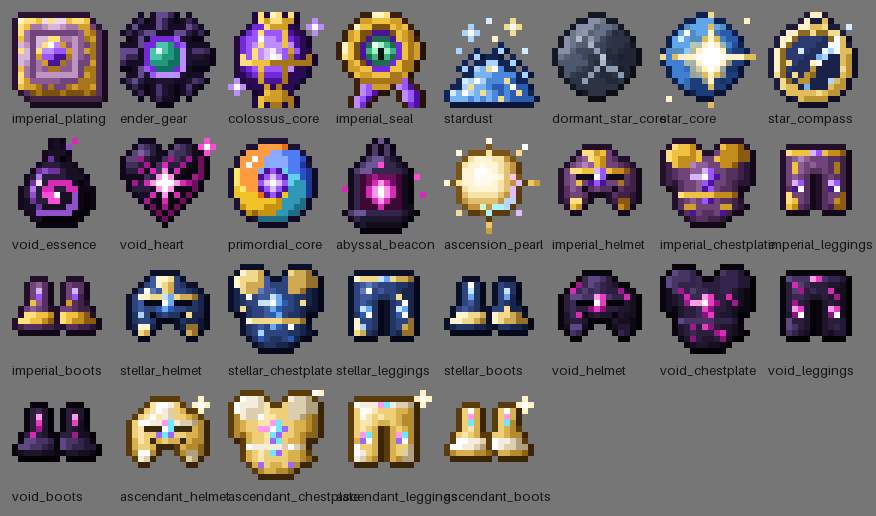 imperial_plating ender_gear colossus_core imperial_seal stardust dormant_star_core star_core star_compass
void_essence void_heart primordial_core abyssal_beacon ascension_pearl imperial_helmet imperial_chestplate imperial_leggings
imperial_boots stellar_helmet stellar_chestplate stellar_leggings stellar_boots void_helmet void_chestplate void_leggings
void_boots ascendant_helmet ascendant_chestplate ascendant_leggings ascendant_boots